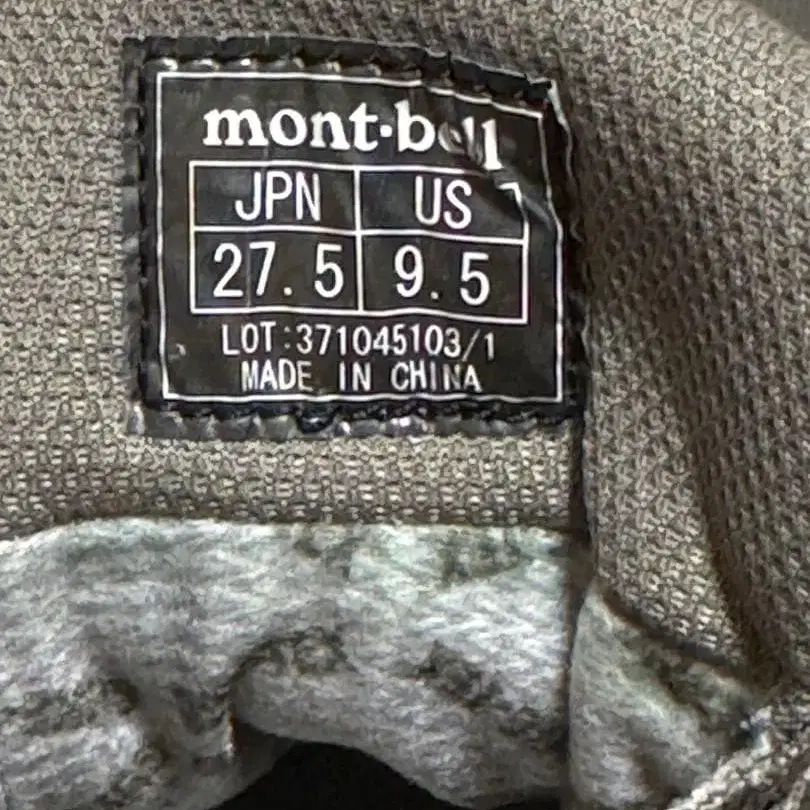 mont·bell
JPN US
27.5 9.5
LOT:371045103/1
MADE IN CHINA